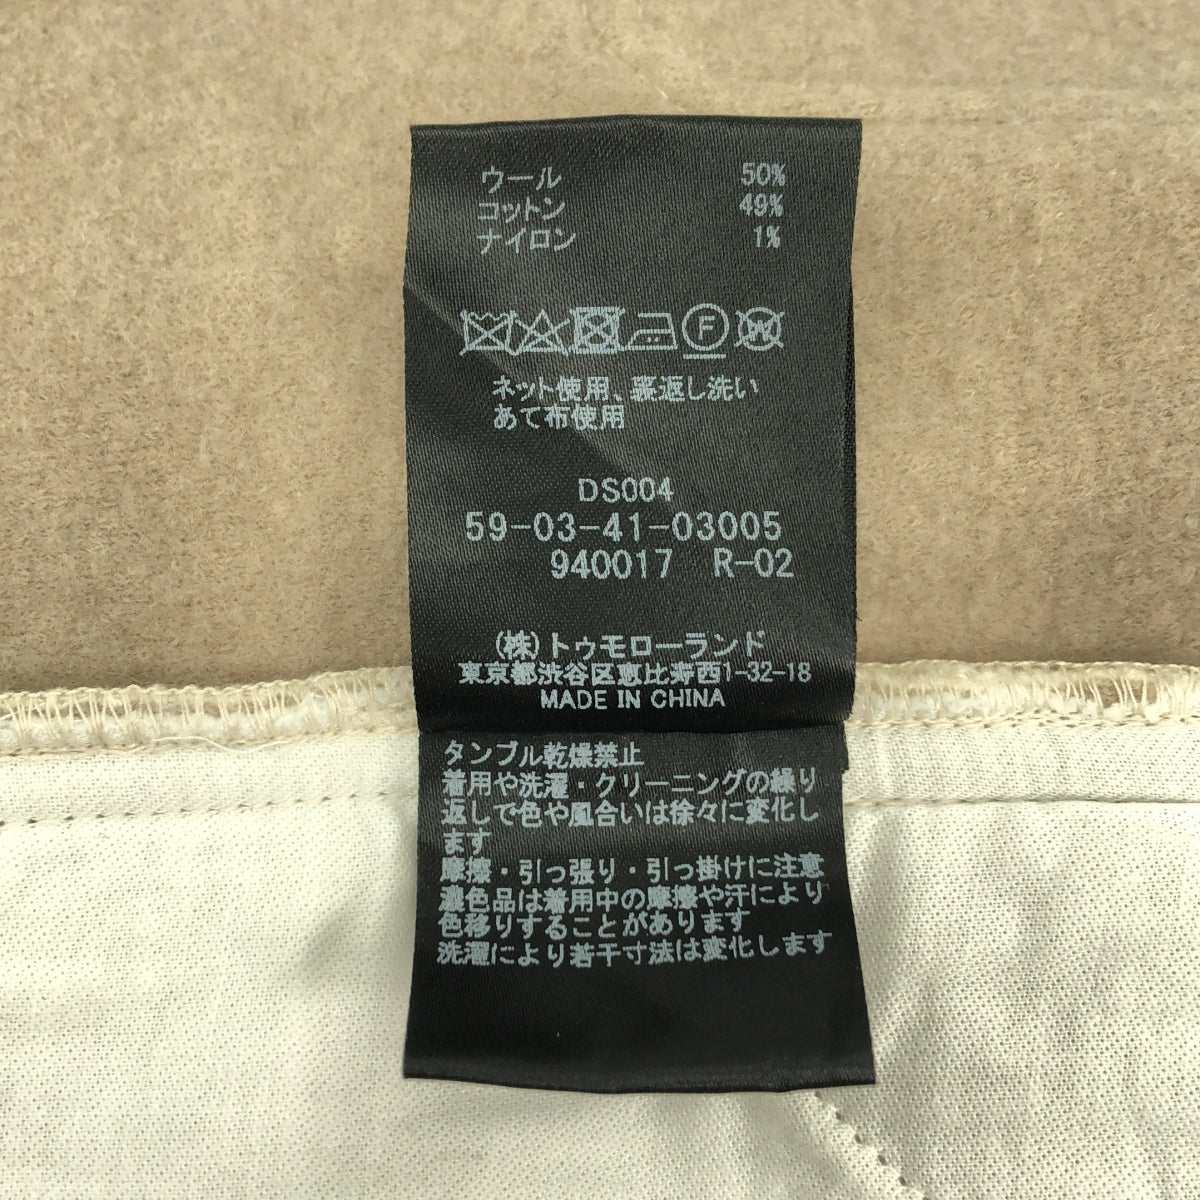 ウール 50%
コットン 49%
ナイロン 1%
F W
ネット使用、裏返し洗い
あて布使用
DS004
59-03-41-03005
940017 R-02
(株)トゥモローランド
東京都渋谷区恵比寿西1-32-18
MADE IN CHINA
タンブル乾燥禁止
着用や洗濯・クリーニングの繰り
返しで色や風合いは徐々に変化し
ます
摩擦・引っ張り・引っ掛けに注意
濃色品は着用中の摩擦や汗により
色移りすることがあります
洗濯により若干寸法は変化します